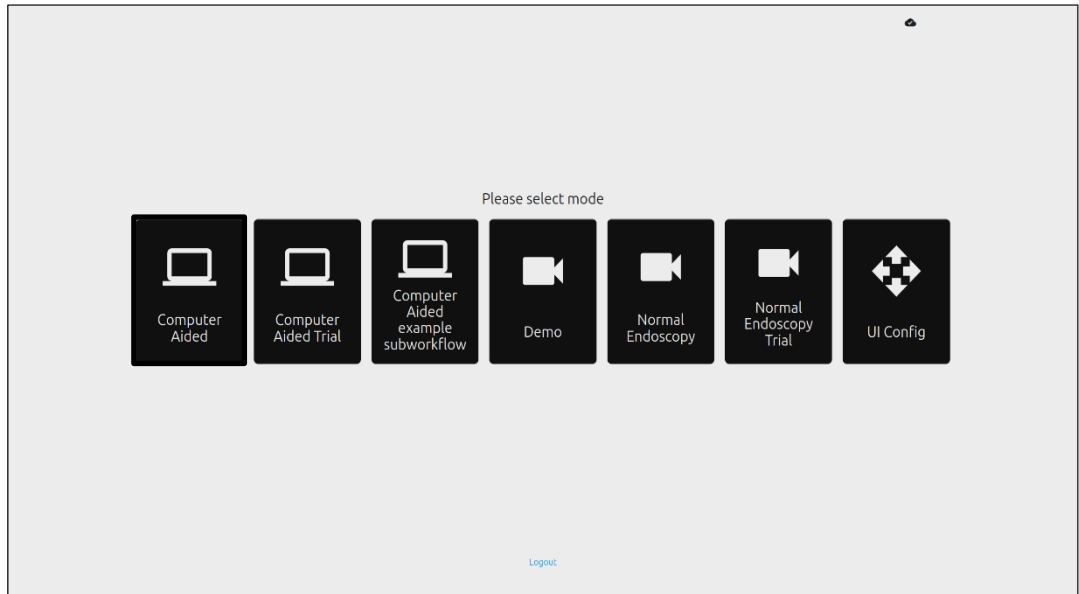 Please select mode
Computer
Aided
Computer
Aided Trial
Computer
Aided
example
subworkflow
Demo
Normal
Endoscopy
Normal
Endoscopy
Trial
UI Config
Logout